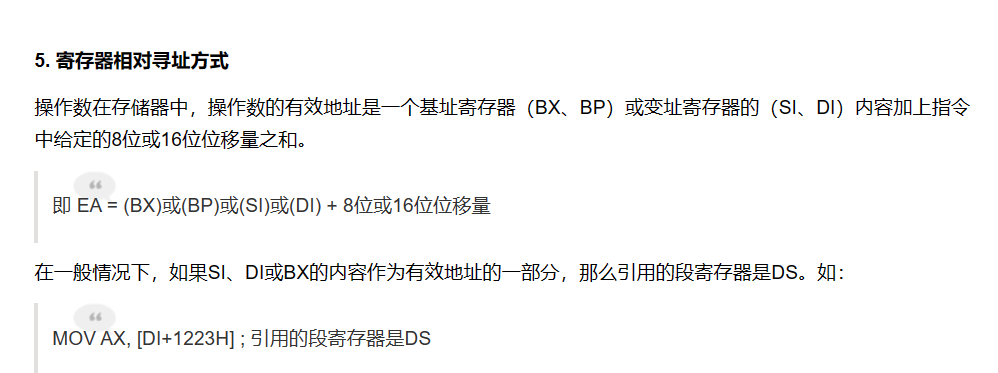 5. 寄存器相对寻址方式
操作数在存储器中，操作数的有效地址是一个基址寄存器（BX、BP）或变址寄存器的（SI、DI）内容加上指令
中给定的8位或16位位移量之和。
即 EA = (BX)或(BP)或(SI)或(DI) + 8位或16位位移量
在一般情况下，如果SI、DI或BX的内容作为有效地址的一部分，那么引用的段寄存器是DS。如：
MOV AX, [DI+1223H] ; 引用的段寄存器是DS